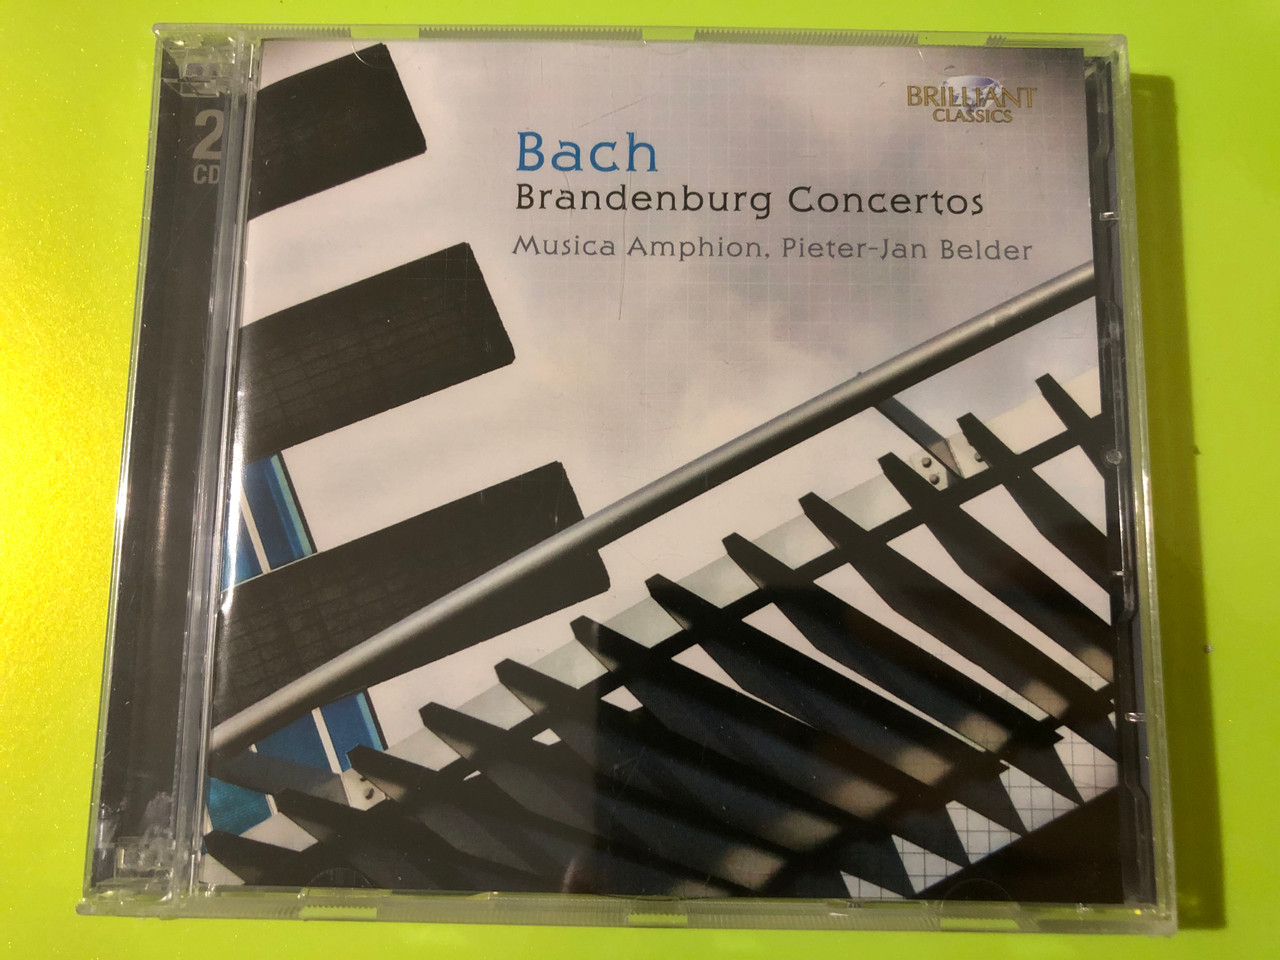 2
CD
BRILLIANT
CLASSICS
Bach
Brandenburg Concertos
Musica Amphion, Pieter-Jan Belder